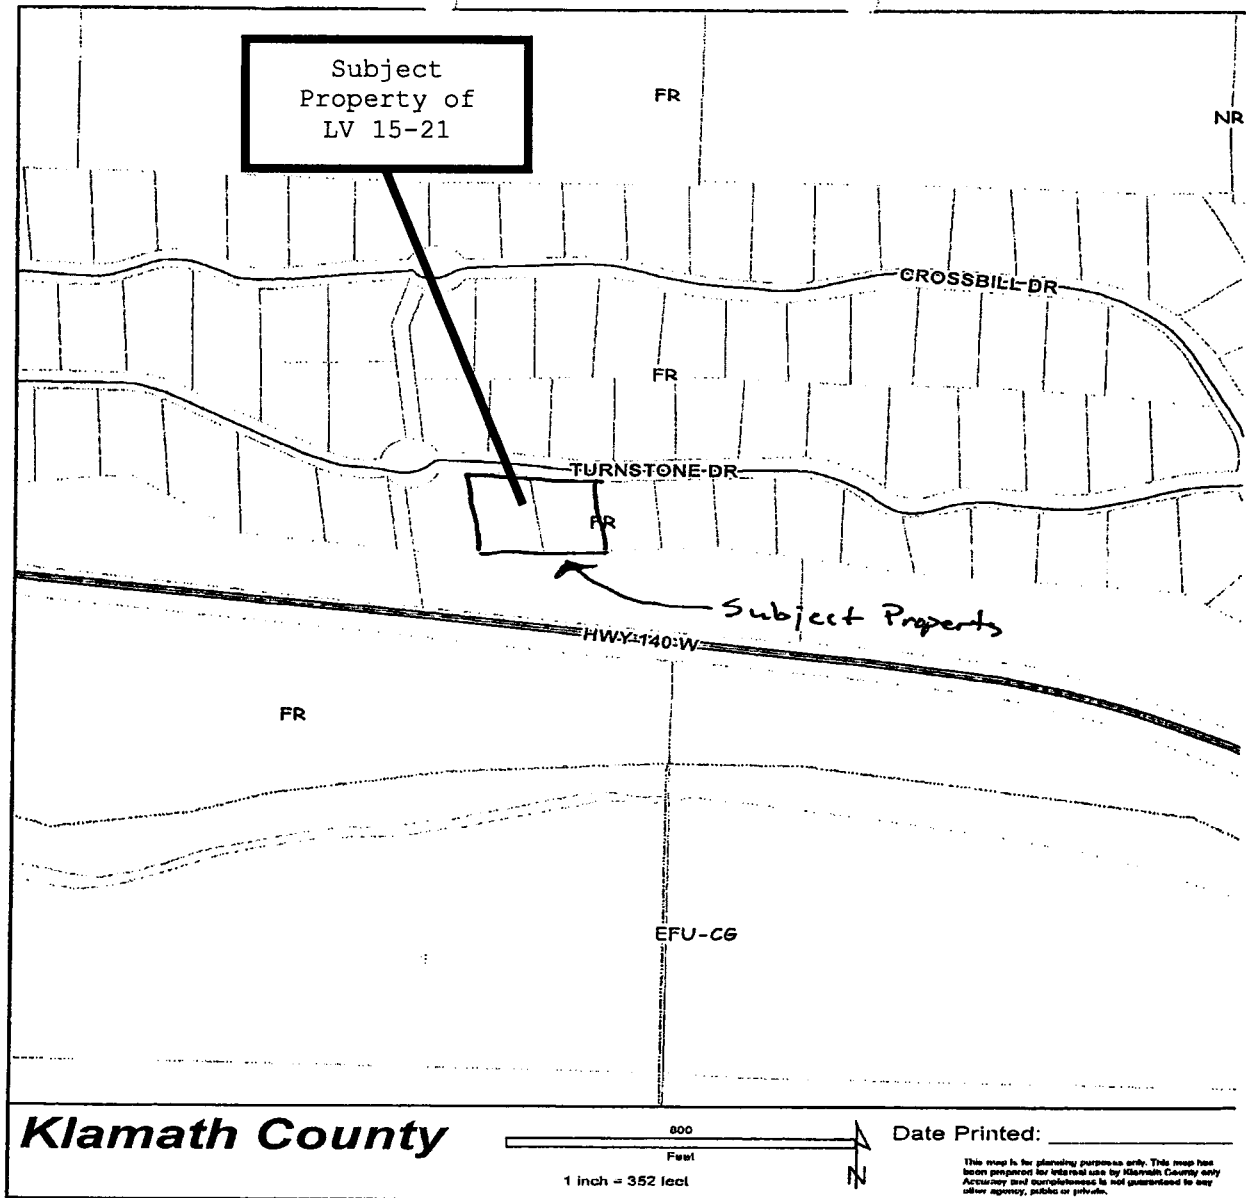 Subject
Property of
LV 15-21
FR
NR
CROSSBILL DR
FR
TURNSTONE DR
FR
Subject Property
HWY 140 W
FR
EFU-CG
Klamath County
800
Feet
1 inch = 352 feet
N
Date Printed:
This map is for planning purposes only. This map has
been prepared for internal use by Klamath County only
Accuracy and completeness is not guaranteed to any
other agency, public or private.